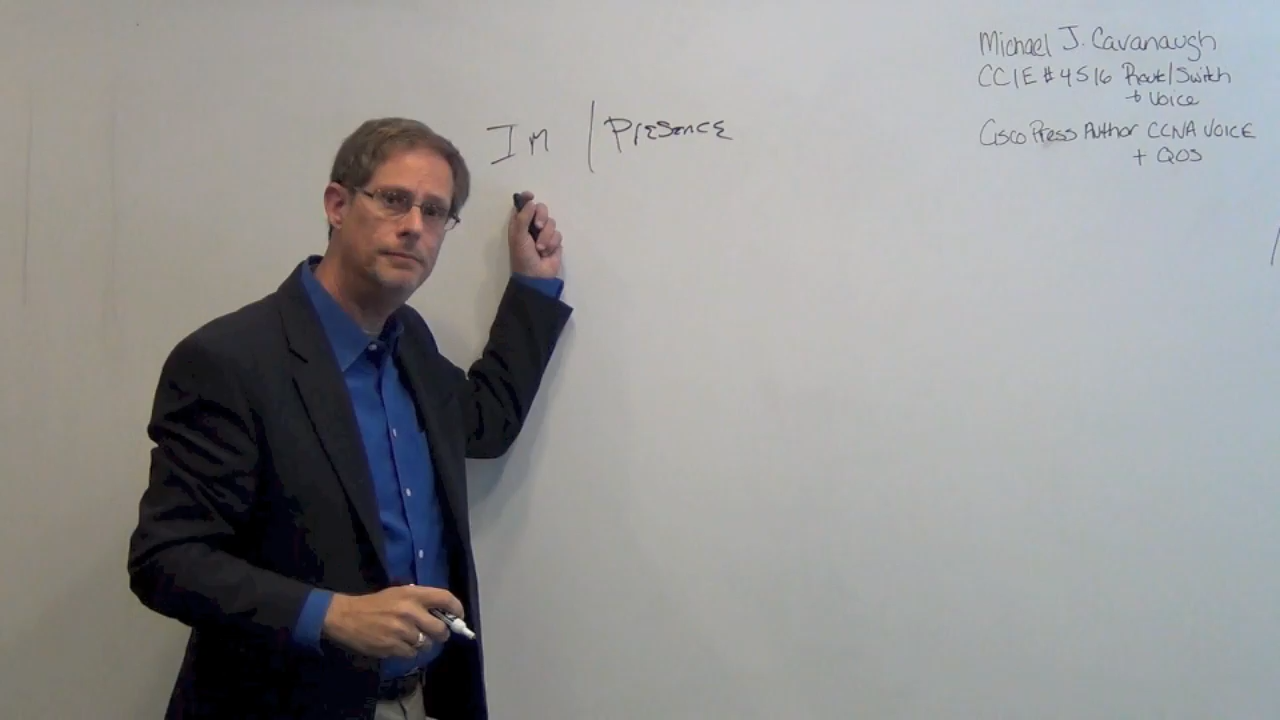 Im | Presence
Michael J. Cavanaugh
CCIE #4516 Route/Switch
+ Voice
Cisco Press Author CCNA VOICE
+ QOS